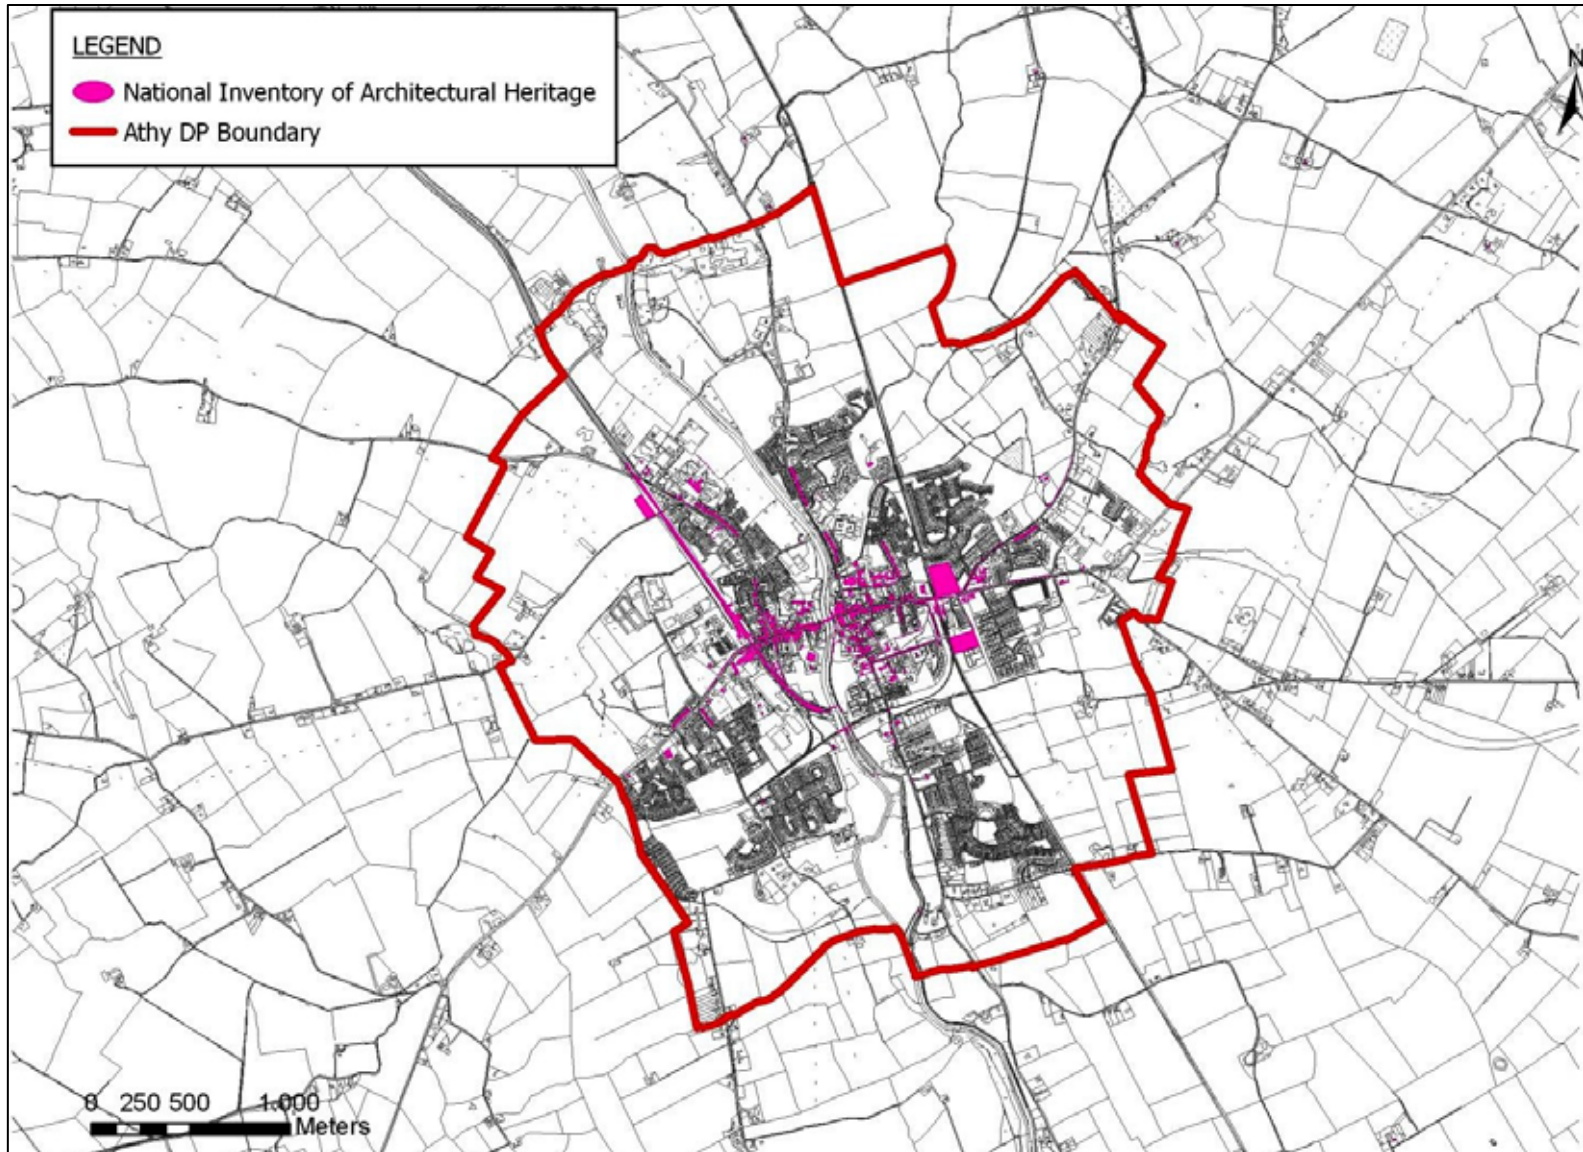 LEGEND
National Inventory of Architectural Heritage
Athy DP Boundary
N
0 250 500 1.000
Meters